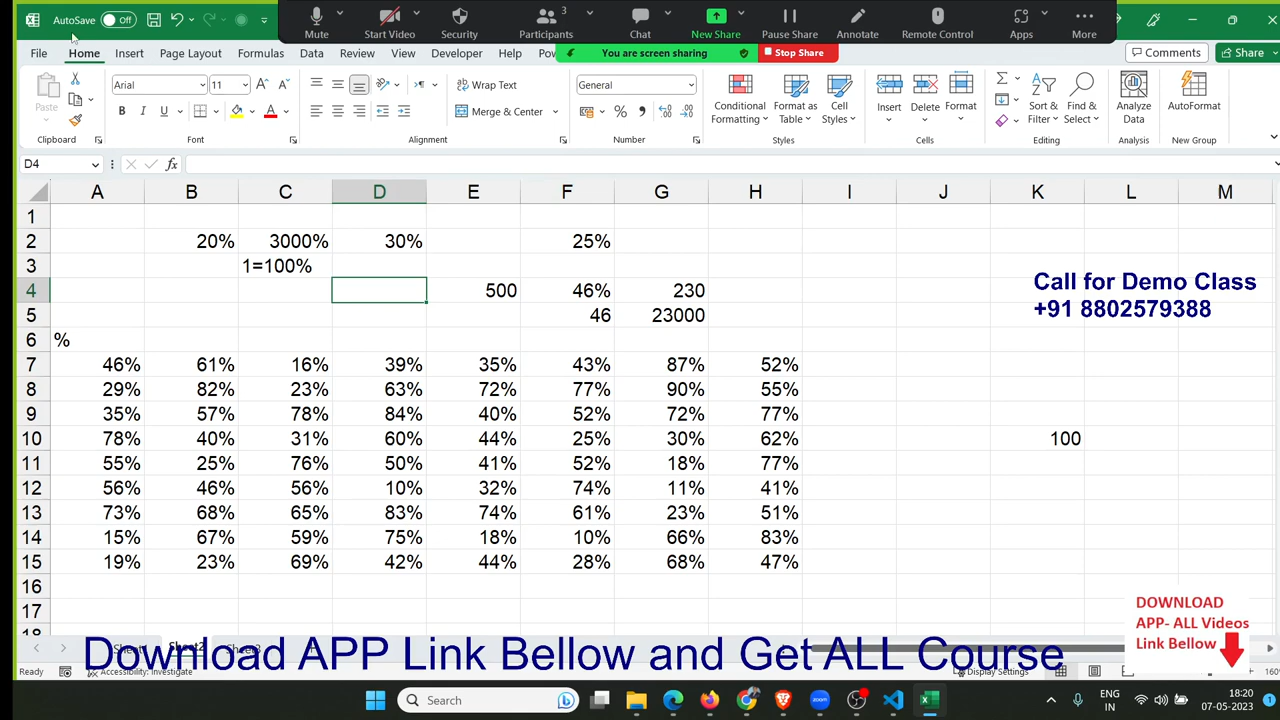 AutoSave Off
Mute Start Video Security Participants 3 Chat New Share Pause Share Annotate Remote Control Apps More
File Home Insert Page Layout Formulas Data Review View Developer Help Pow
You are screen sharing Stop Share
Comments Share
Paste Arial 11 Wrap Text General
Merge & Center
Conditional Formatting Format as Table Cell Styles Insert Delete Format Sort & Filter Find & Select Analyze Data AutoFormat
Clipboard Font Alignment Number Styles Cells Editing Analysis New Group
D4 fx
A B C D E F G H I J K L M
1
2 20% 3000% 30% 25%
3 1=100%
4 500 46% 230
5 46 23000
6 %
7 46% 61% 16% 39% 35% 43% 87% 52%
8 29% 82% 23% 63% 72% 77% 90% 55%
9 35% 57% 78% 84% 40% 52% 72% 77%
10 78% 40% 31% 60% 44% 25% 30% 62% 100
11 55% 25% 76% 50% 41% 52% 18% 77%
12 56% 46% 56% 10% 32% 74% 11% 41%
13 73% 68% 65% 83% 74% 61% 23% 51%
14 15% 67% 59% 75% 18% 10% 66% 83%
15 19% 23% 69% 42% 44% 28% 68% 47%
16
17
18
Call for Demo Class
+91 8802579388
DOWNLOAD
APP- ALL Videos
Link Bellow
Download APP Link Bellow and Get ALL Course
Ready Accessibility: Investigate Display Settings
Search
ENG
IN
18:20
07-05-2023